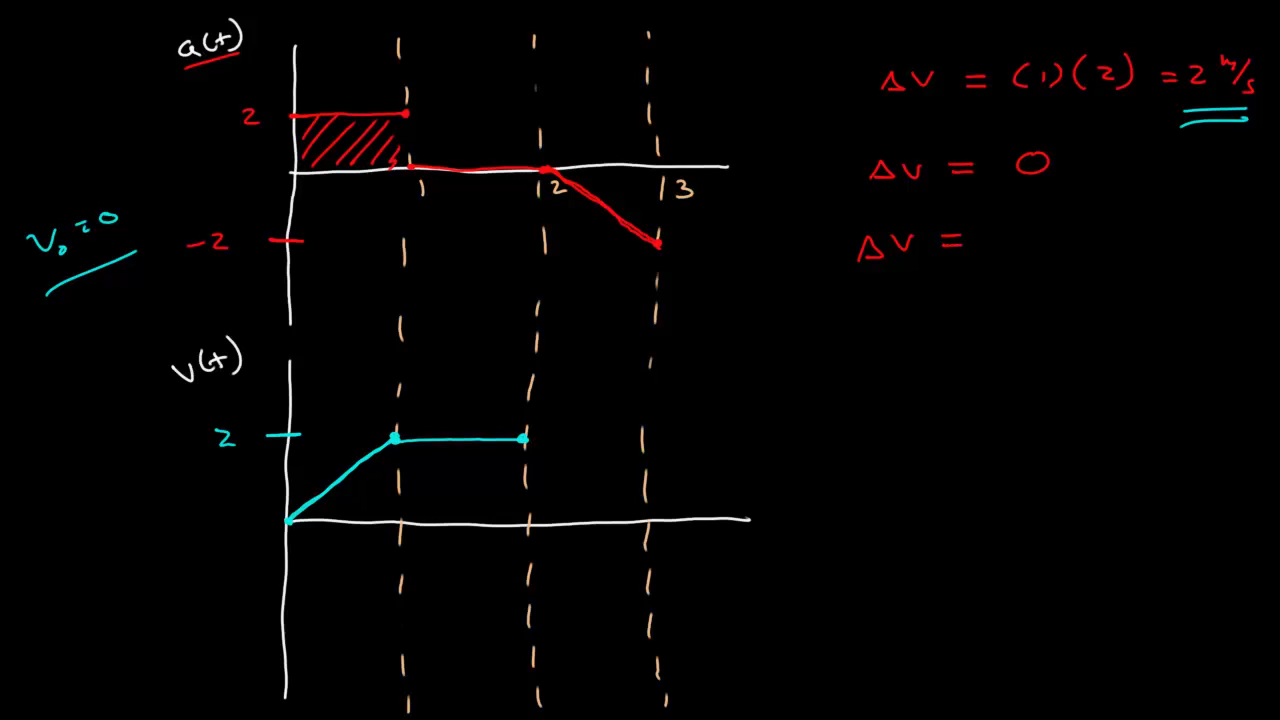 a(t)
Δv = (1)(2) = 2 m/s
2
Δv = 0
1 2 3
v₀ = 0
-2
Δv =
v(t)
2